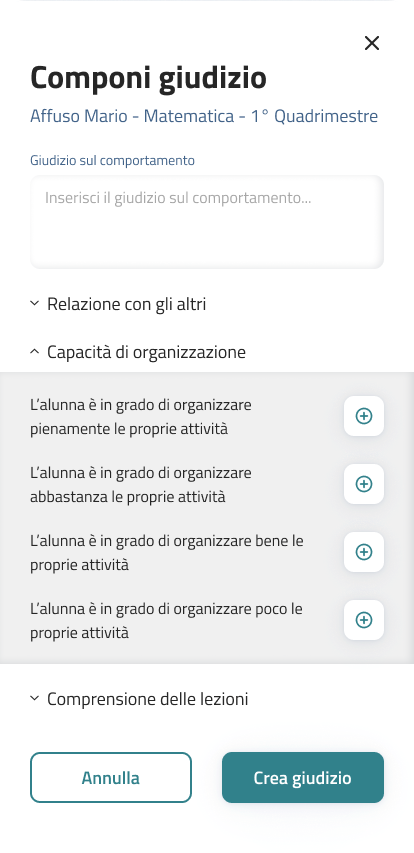 Componi giudizio
Affuso Mario - Matematica - 1° Quadrimestre
Giudizio sul comportamento
Inserisci il giudizio sul comportamento...
Relazione con gli altri
Capacità di organizzazione
L’alunna è in grado di organizzare
pienamente le proprie attività
L’alunna è in grado di organizzare
abbastanza le proprie attività
L’alunna è in grado di organizzare bene le
proprie attività
L’alunna è in grado di organizzare poco le
proprie attività
Comprensione delle lezioni
Annulla
Crea giudizio